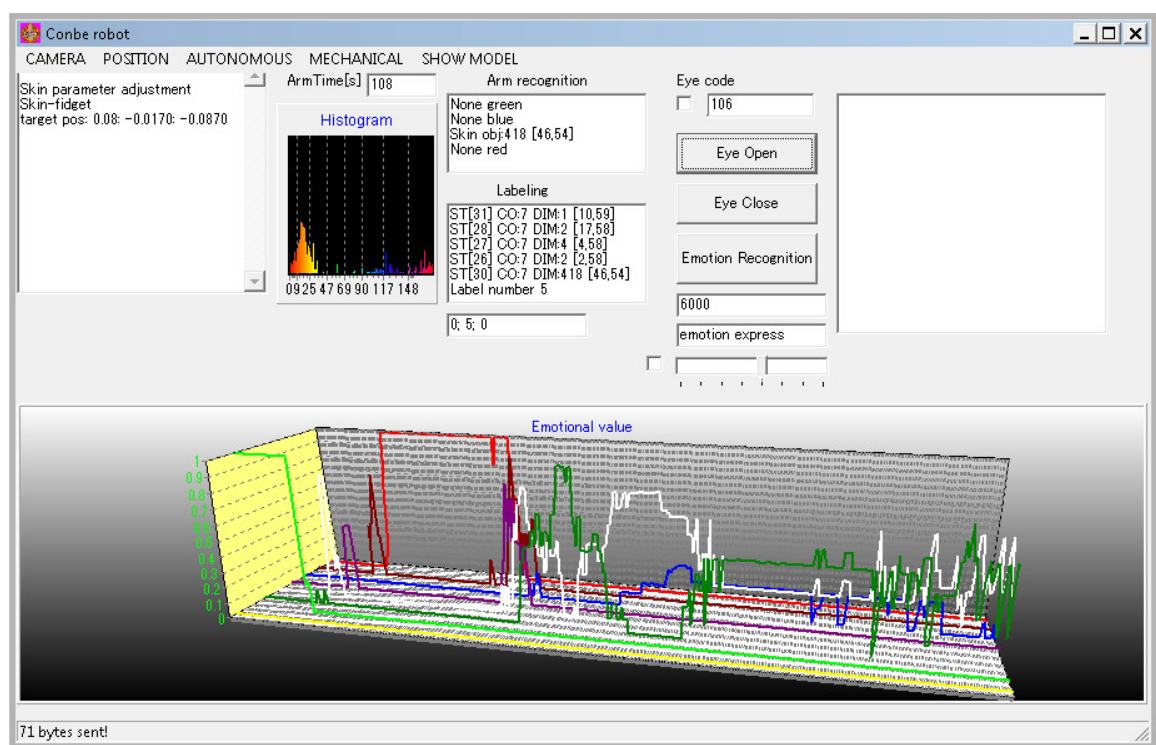 Conbe robot
CAMERA POSITION AUTONOMOUS MECHANICAL SHOW MODEL
Skin parameter adjustment
Skin-fidget
target pos: 0.08: -0.0170: -0.0870
ArmTime[s] 108
Histogram
0925 47 69 90 117 148
Arm recognition
None green
None blue
Skin obj:418 [46,54]
None red
Labeling
ST[31] CO:7 DIM:1 [10,59]
ST[28] CO:7 DIM:2 [17,58]
ST[27] CO:7 DIM:4 [4,58]
ST[26] CO:7 DIM:2 [2,58]
ST[30] CO:7 DIM:418 [46,54]
Label number 5
0; 5; 0
Eye code
106
Eye Open
Eye Close
Emotion Recognition
6000
emotion express
Emotional value
1
0.9
0.8
0.7
0.6
0.5
0.4
0.3
0.2
0.1
0
71 bytes sent!